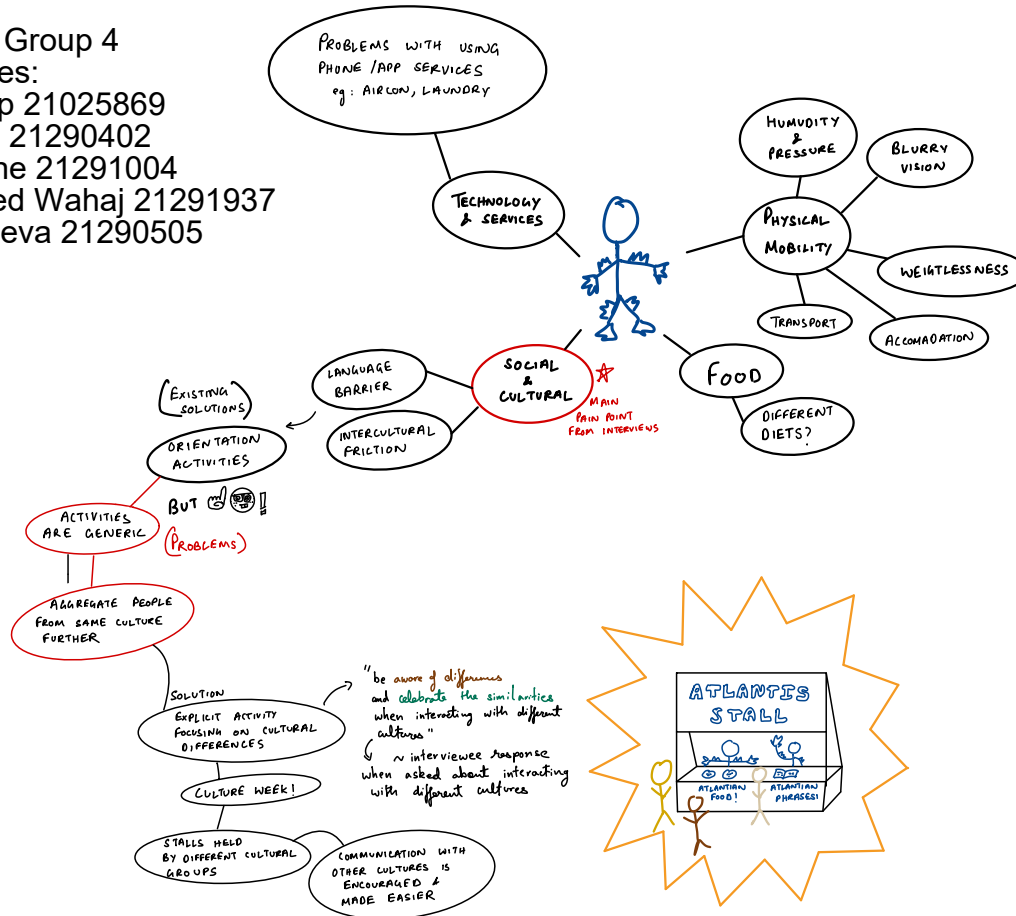 Group 4
es:
p 21025869
21290402
ne 21291004
ed Wahaj 21291937
eva 21290505
PROBLEMS WITH USING
PHONE /APP SERVICES
eg: AIRCON, LAUNDRY
TECHNOLOGY
& SERVICES
HUMUDITY
&
PRESSURE
BLURRY
VISION
PHYSICAL
MOBILITY
WEIGTLESSNESS
TRANSPORT
ACCOMADATION
FOOD
DIFFERENT
DIETS?
SOCIAL
&
CULTURAL
MAIN
PAIN POINT
FROM INTERVIEWS
LANGUAGE
BARRIER
INTERCULTURAL
FRICTION
(EXISTING
SOLUTIONS)
ORIENTATION
ACTIVITIES
BUT ☝🤓!
(PROBLEMS)
ACTIVITIES
ARE GENERIC
AGGREGATE PEOPLE
FROM SAME CULTURE
FURTHER
SOLUTION
EXPLICIT ACTIVITY
FOCUSING ON CULTURAL
DIFFERENCES
"be aware of differences
and celebrate the similarities
when interacting with different
cultures"
~ interviewee response
when asked about interacting
with different cultures
CULTURE WEEK!
STALLS HELD
BY DIFFERENT CULTURAL
GROUPS
COMMUNICATION WITH
OTHER CULTURES IS
ENCOURAGED &
MADE EASIER
ATLANTIS
STALL
ATLANTIAN
FOOD!
ATLANTIAN
PHRASES!